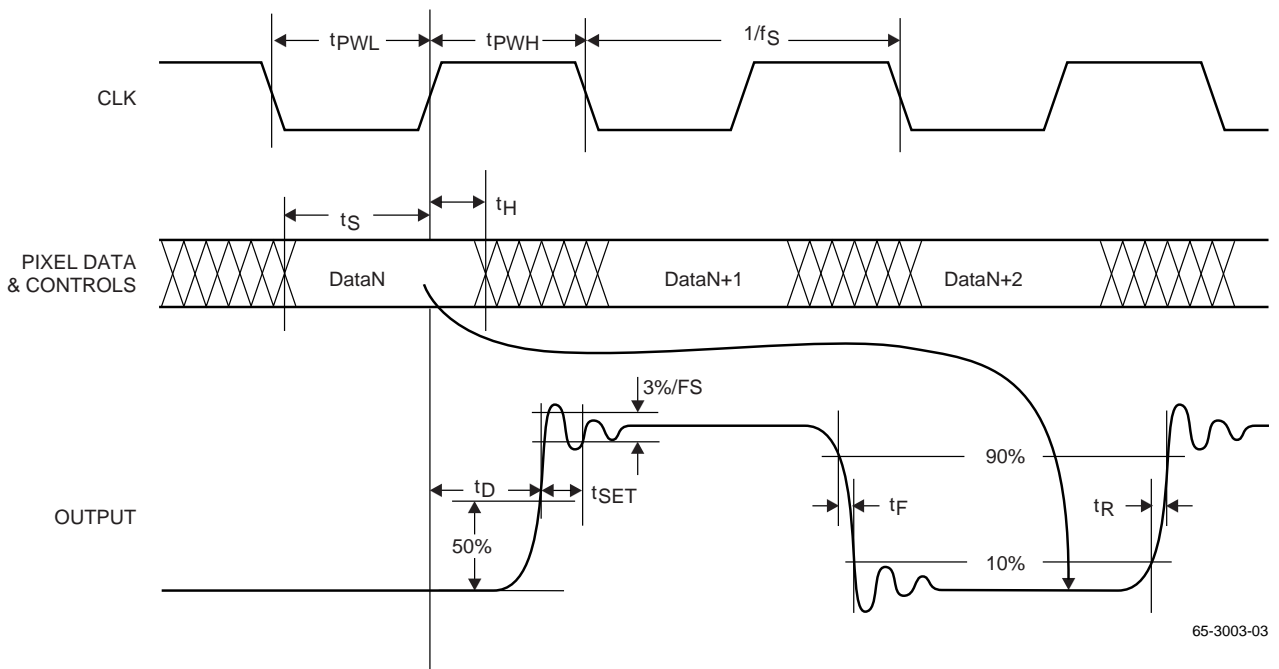 tPWL
tPWH
1/fS
CLK
tS
tH
PIXEL DATA
& CONTROLS
DataN
DataN+1
DataN+2
3%/FS
90%
tD
tSET
tF
tR
OUTPUT
50%
10%
65-3003-03